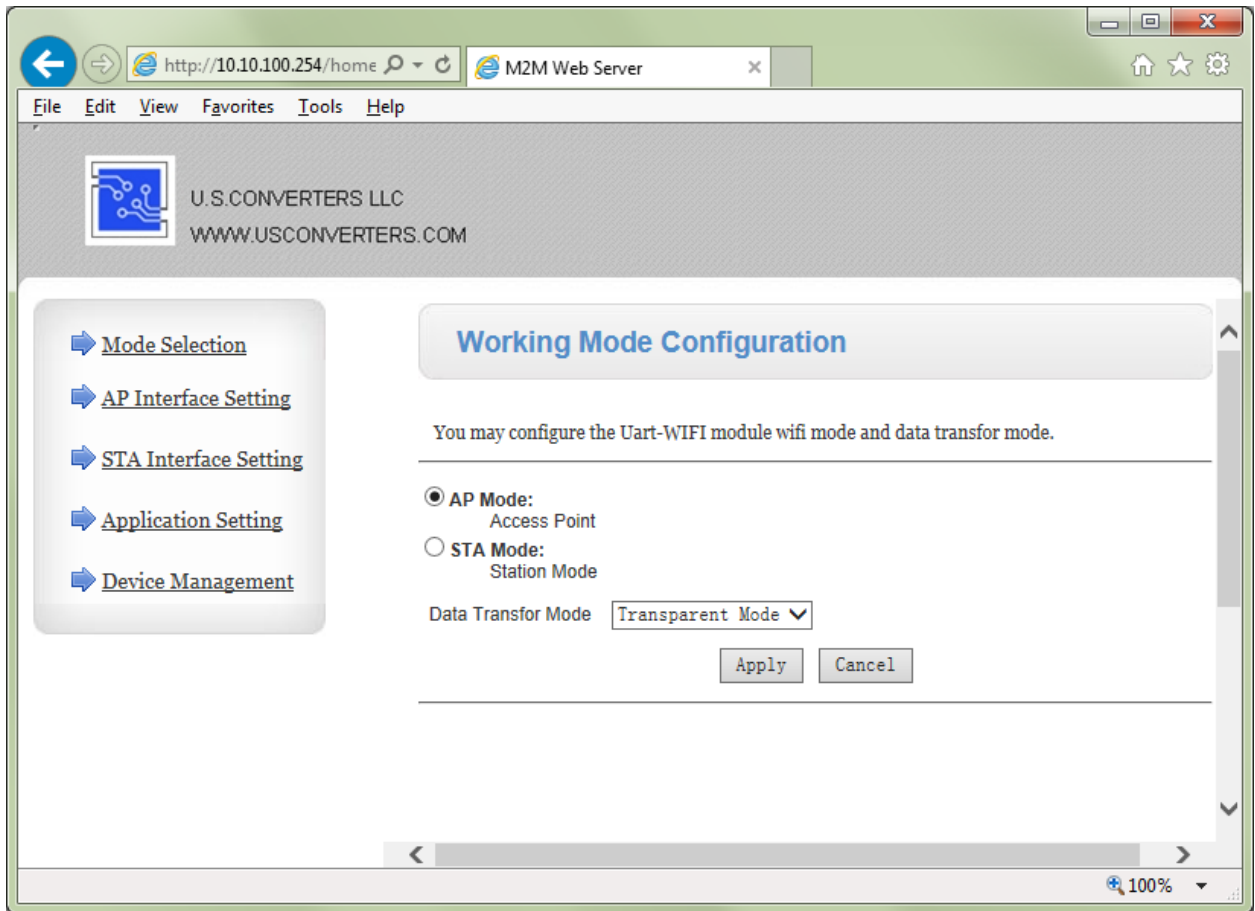 http://10.10.100.254/home
M2M Web Server
File Edit View Favorites Tools Help
U.S.CONVERTERS LLC
WWW.USCONVERTERS.COM
Mode Selection
AP Interface Setting
STA Interface Setting
Application Setting
Device Management
Working Mode Configuration
You may configure the Uart-WIFI module wifi mode and data transfor mode.
AP Mode:
Access Point
STA Mode:
Station Mode
Data Transfor Mode Transparent Mode
Apply Cancel
100%